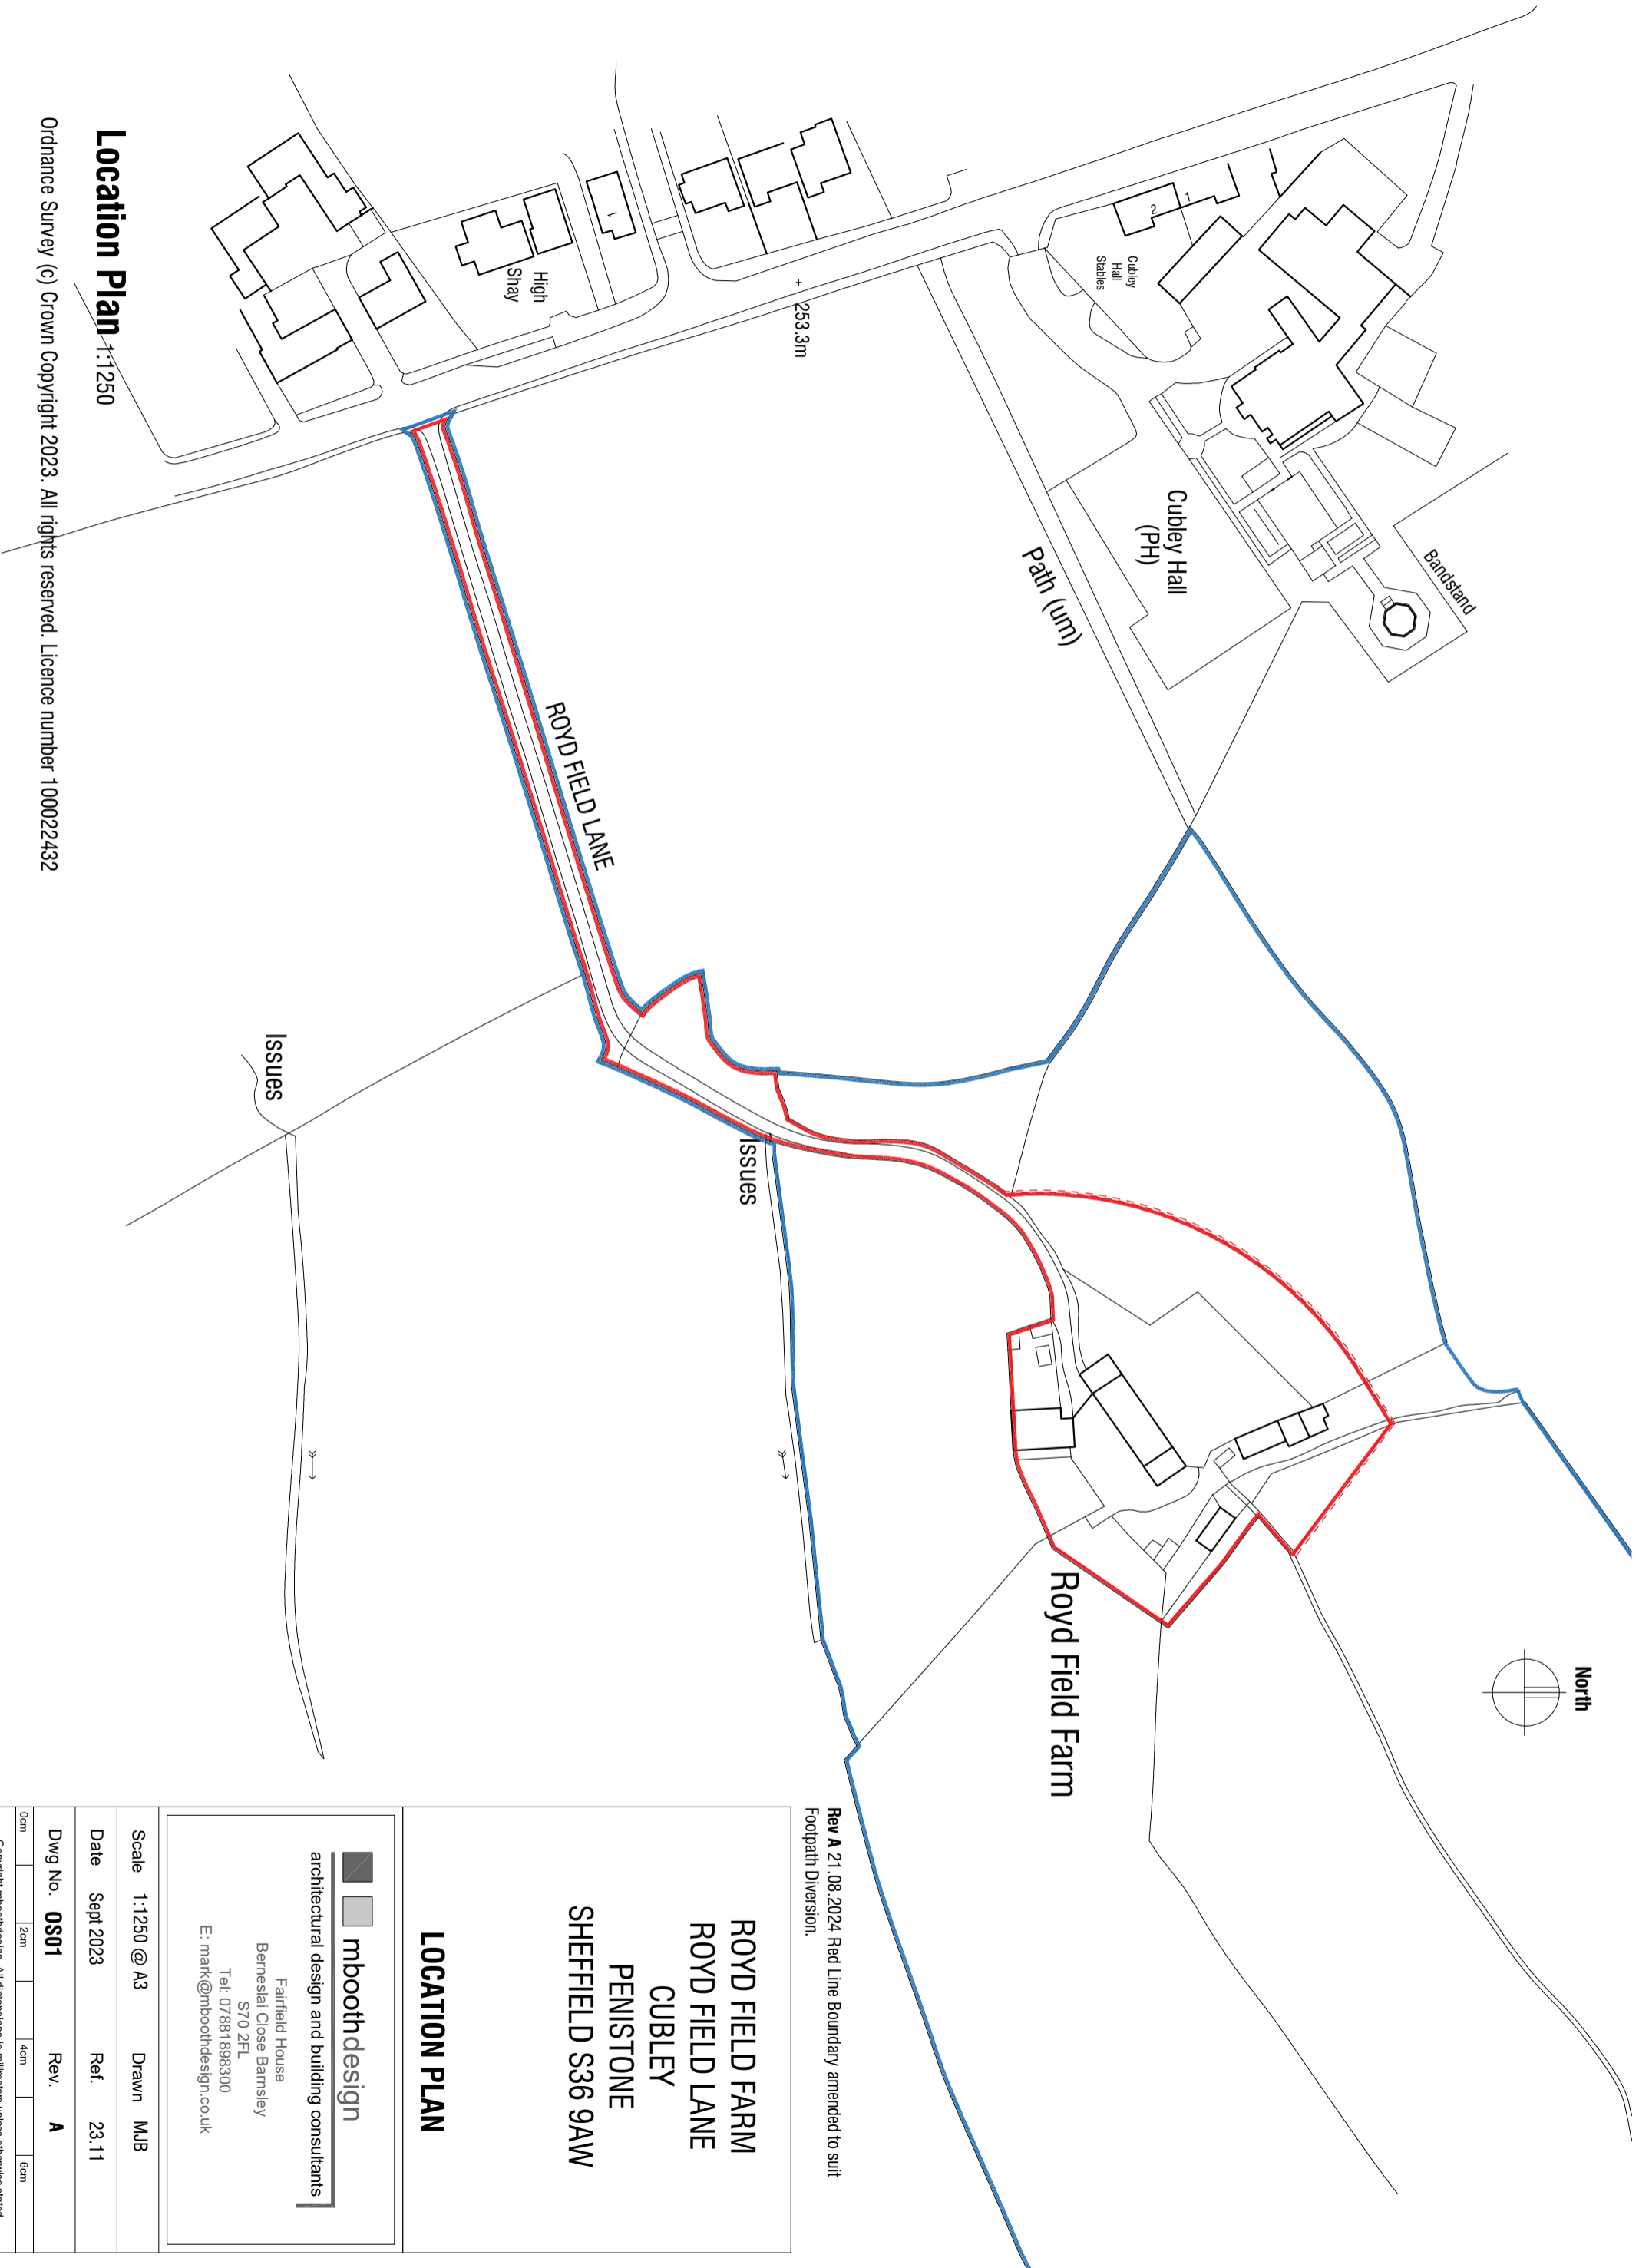 North
Bandstand
Cubley Hall
(PH)
Cubley
Hall
Stables
1
2
Path (um)
+ 253.3m
1
High
Shay
ROYD FIELD LANE
Issues
Issues
Royd Field Farm
Location Plan 1:1250
Ordnance Survey (c) Crown Copyright 2023. All rights reserved. Licence number 100022432
Rev A 21.08.2024 Red Line Boundary amended to suit
Footpath Diversion.
ROYD FIELD FARM
ROYD FIELD LANE
CUBLEY
PENISTONE
SHEFFIELD S36 9AW
LOCATION PLAN
mboothdesign
architectural design and building consultants
Fairfield House
Berneslai Close Barnsley
S70 2FL
Tel: 07881898300
E: mark@mboothdesign.co.uk
Scale 1:1250 @ A3 Drawn MJB
Date Sept 2023 Ref. 23.11
Dwg No. OS01 Rev. A
0cm 2cm 4cm 6cm